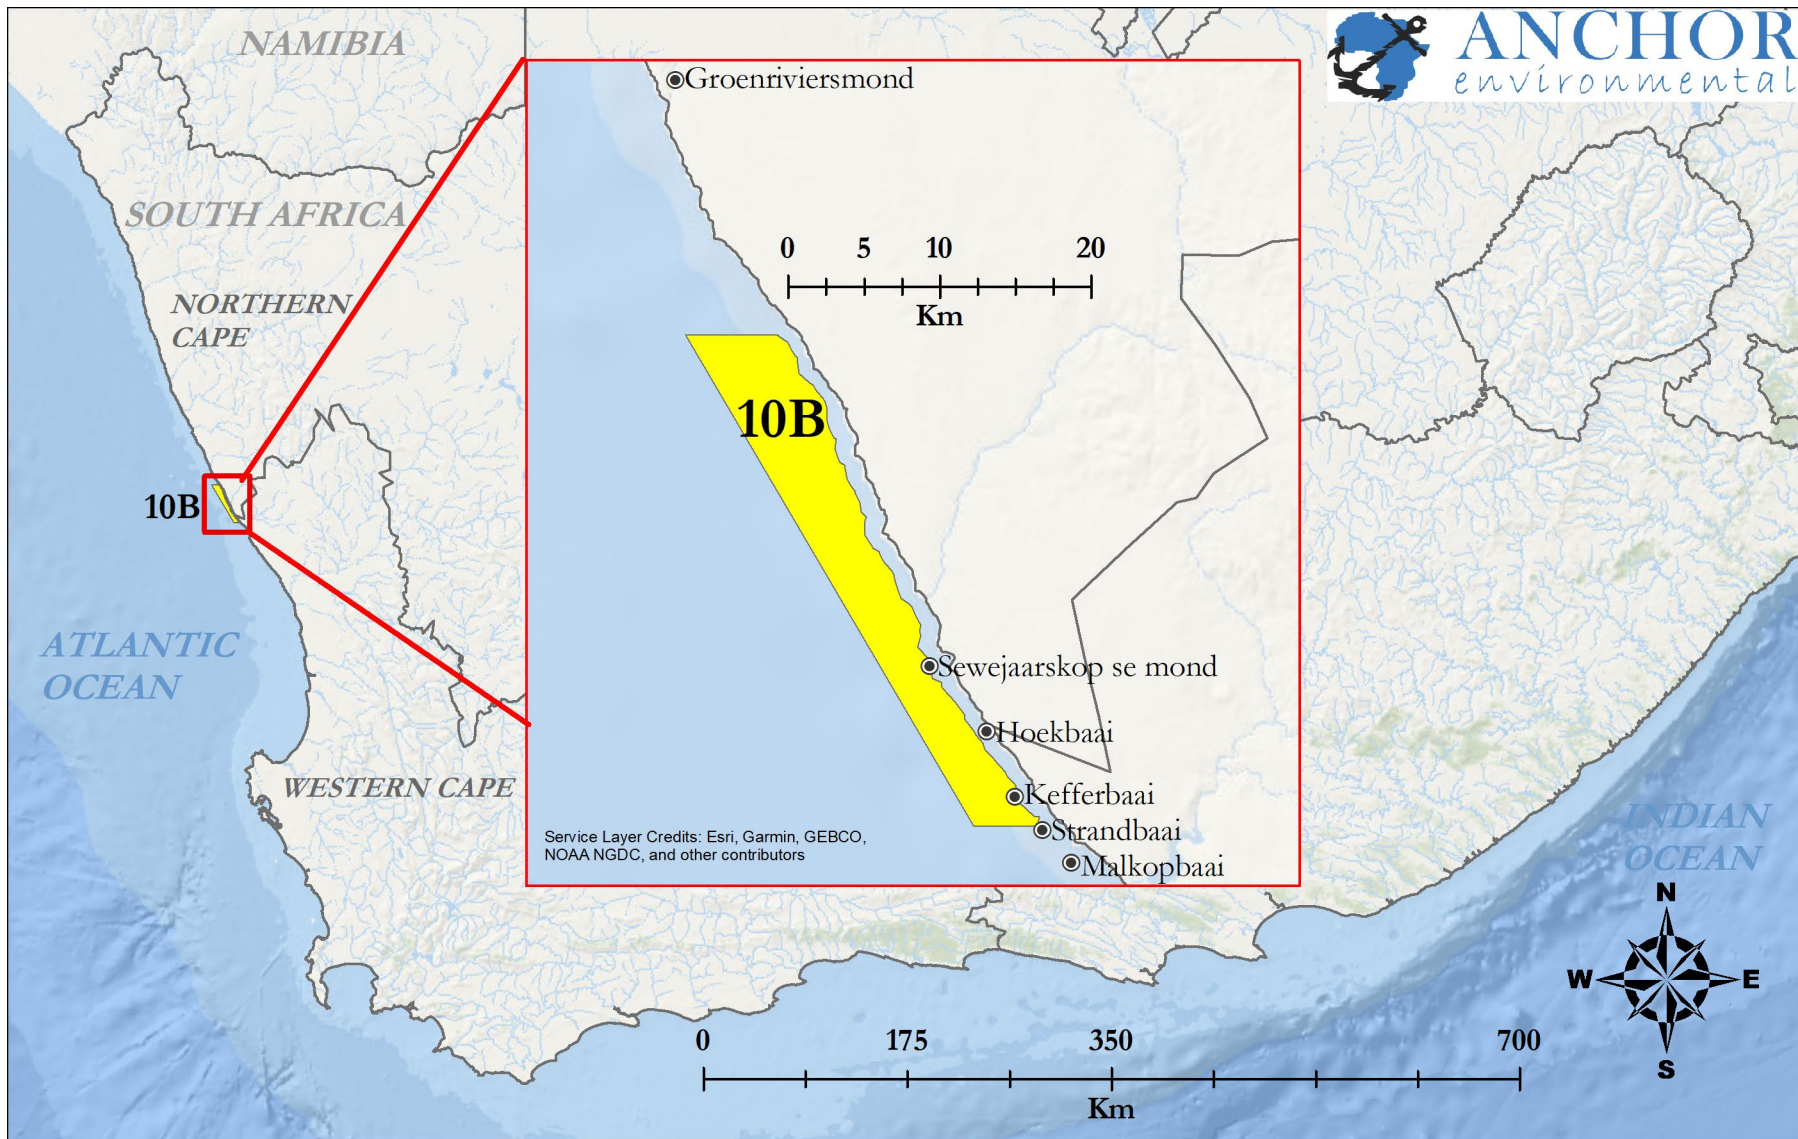 NAMIBIA
ANCHOR
environmental
Groenriviersmond
SOUTH AFRICA
0 5 10 20
Km
NORTHERN
CAPE
10B
10B
ATLANTIC
OCEAN
Sewejaarskop se mond
Hoekbaai
WESTERN CAPE
Kefferbaai
Strandbaai
Malkopbaai
Service Layer Credits: Esri, Garmin, GEBCO,
NOAA NGDC, and other contributors
INDIAN
OCEAN
N
W E
S
0 175 350 700
Km